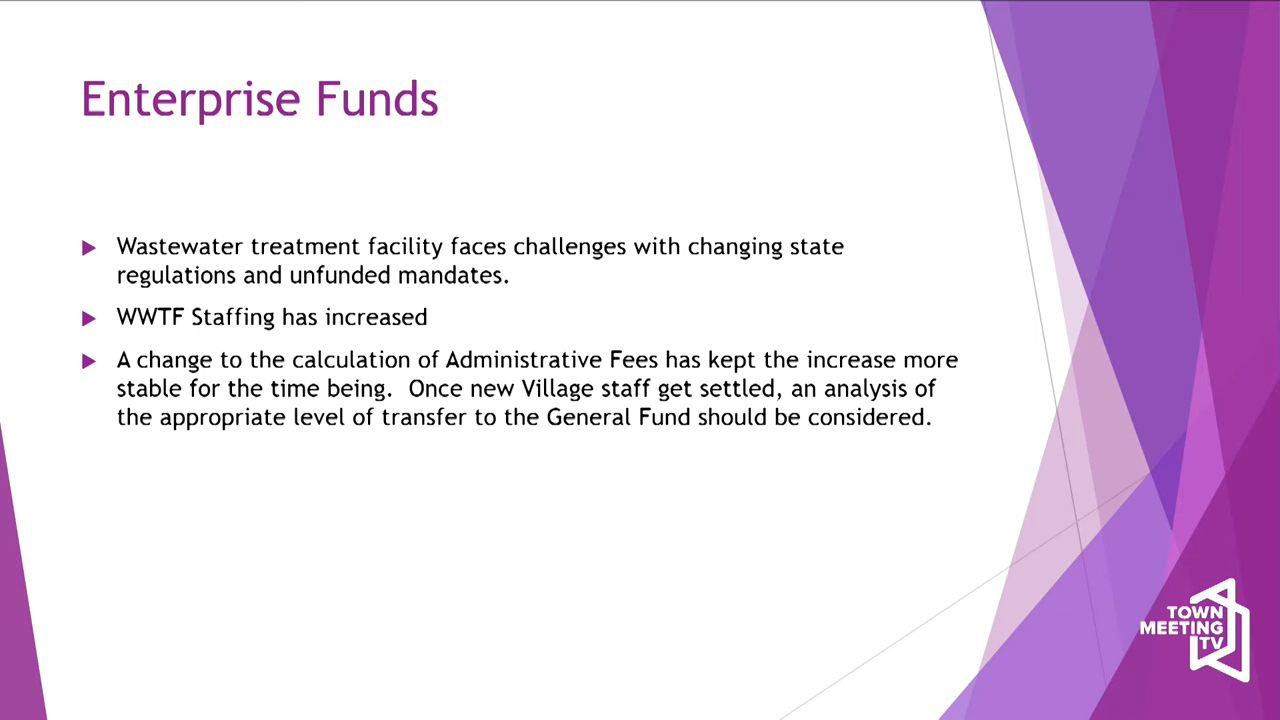 Enterprise Funds
Wastewater treatment facility faces challenges with changing state
regulations and unfunded mandates.
WWTF Staffing has increased
A change to the calculation of Administrative Fees has kept the increase more
stable for the time being.  Once new Village staff get settled, an analysis of
the appropriate level of transfer to the General Fund should be considered.
TOWN
MEETING
TV